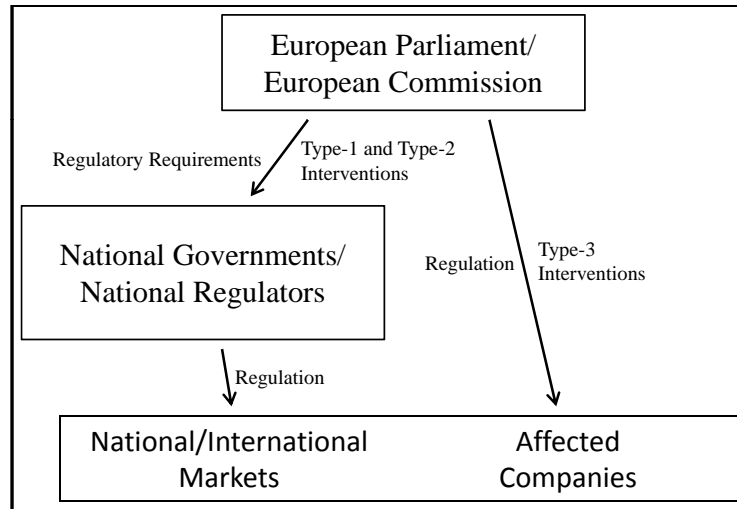 European Parliament/
European Commission
Regulatory Requirements
Type-1 and Type-2
Interventions
National Governments/
National Regulators
Regulation
Type-3
Interventions
Regulation
National/International
Markets
Affected
Companies